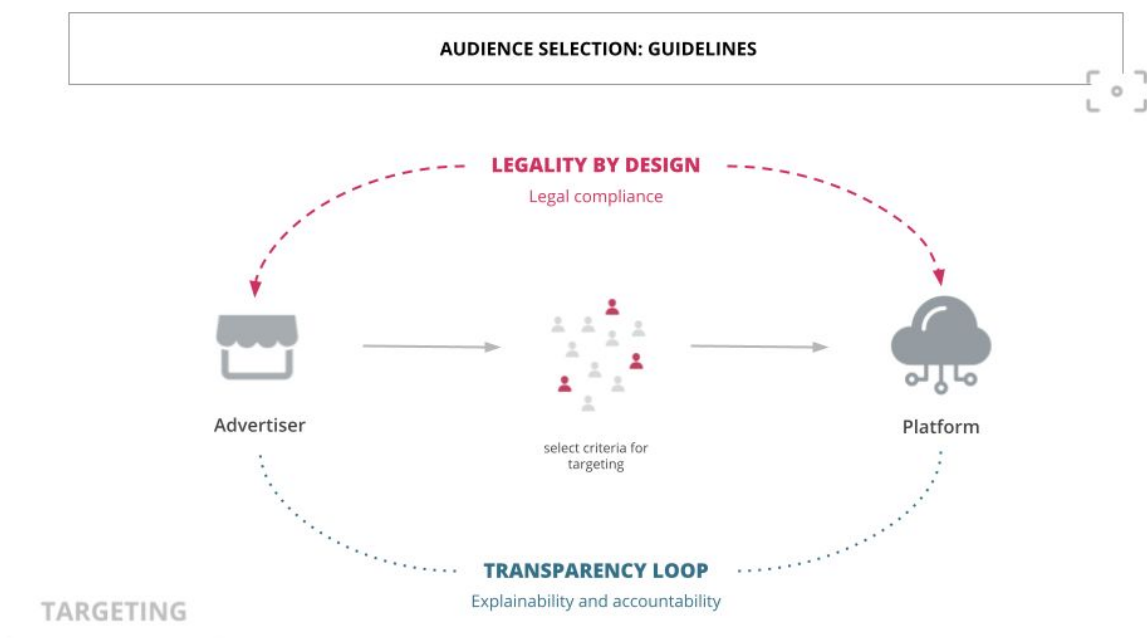 AUDIENCE SELECTION: GUIDELINES
LEGALITY BY DESIGN
Legal compliance
Advertiser
Platform
select criteria for
targeting
TRANSPARENCY LOOP
Explainability and accountability
TARGETING